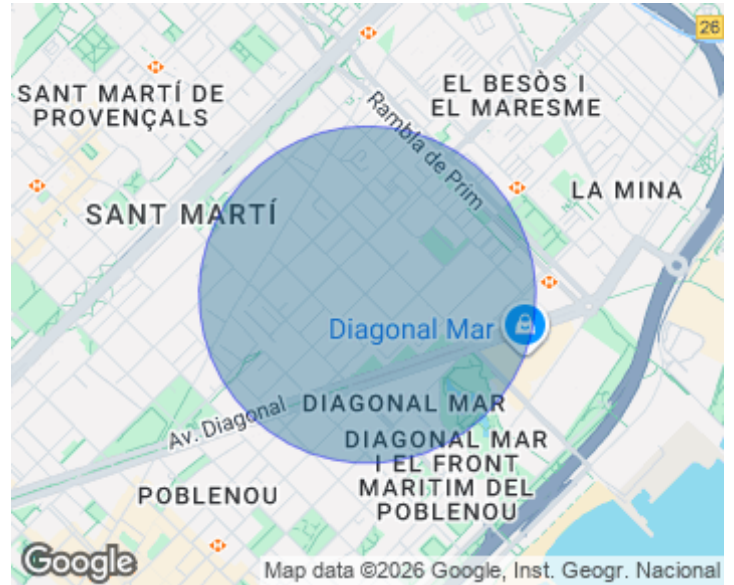 26
SANT MARTÍ DE
PROVENÇALS
EL BESÒS I
EL MARESME
Rambla de Prim
LA MINA
SANT MARTÍ
Diagonal Mar
Av. Diagonal
DIAGONAL MAR
DIAGONAL MAR
I EL FRONT
MARITIM DEL
POBLENOU
POBLENOU
Google
Map data ©2026 Google, Inst. Geogr. Nacional